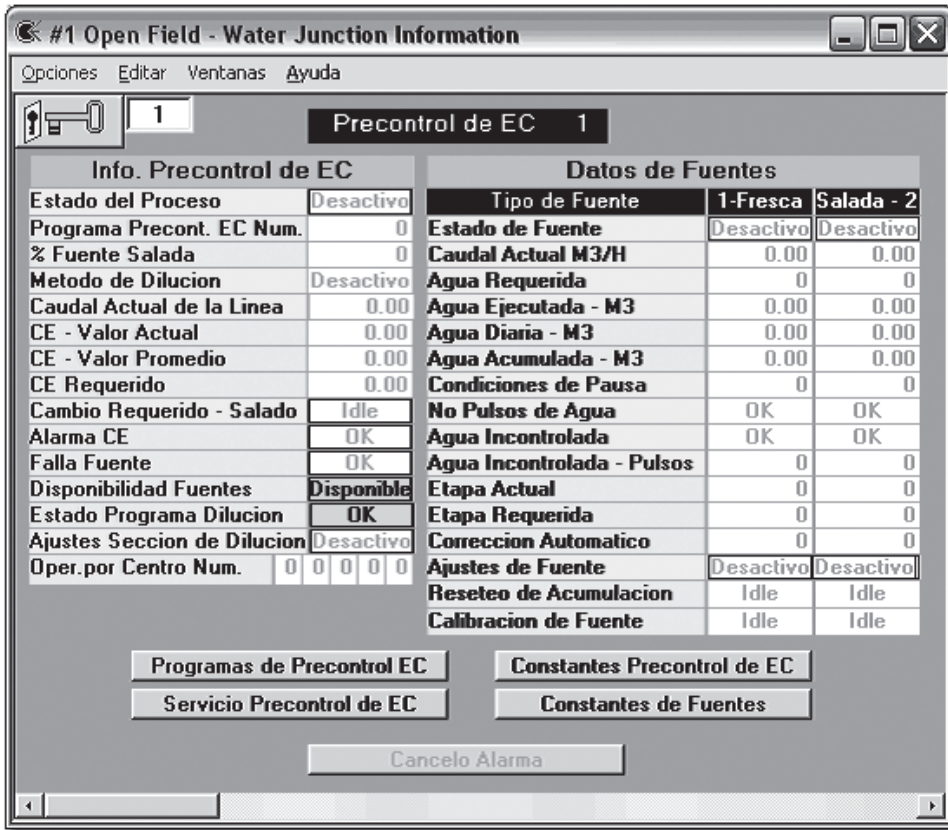 #1 Open Field - Water Junction Information
Opciones Editar Ventanas Ayuda
1
Precontrol de EC 1
Info. Precontrol de EC
Estado del Proceso Desactivo
Programa Precont. EC Num. 0
% Fuente Salada 0
Metodo de Dilucion Desactivo
Caudal Actual de la Linea 0.00
CE - Valor Actual 0.00
CE - Valor Promedio 0.00
CE Requerido 0.00
Cambio Requerido - Salado Idle
Alarma CE OK
Falla Fuente OK
Disponibilidad Fuentes Disponible
Estado Programa Dilucion OK
Ajustes Seccion de Dilucion Desactivo
Oper.por Centro Num. 0 0 0 0 0
Datos de Fuentes
Tipo de Fuente 1-Fresca Salada - 2
Estado de Fuente Desactivo Desactivo
Caudal Actual M3/H 0.00 0.00
Agua Requerida 0 0
Agua Ejecutada - M3 0.00 0.00
Agua Diaria - M3 0.00 0.00
Agua Acumulada - M3 0.00 0.00
Condiciones de Pausa 0 0
No Pulsos de Agua OK OK
Agua Incontrolada OK OK
Agua Incontrolada - Pulsos 0 0
Etapa Actual 0 0
Etapa Requerida 0 0
Correccion Automatico 0 0
Ajustes de Fuente Desactivo Desactivo
Reseteo de Acumulacion Idle Idle
Calibracion de Fuente Idle Idle
Programas de Precontrol EC
Constantes Precontrol de EC
Servicio Precontrol de EC
Constantes de Fuentes
Cancelo Alarma